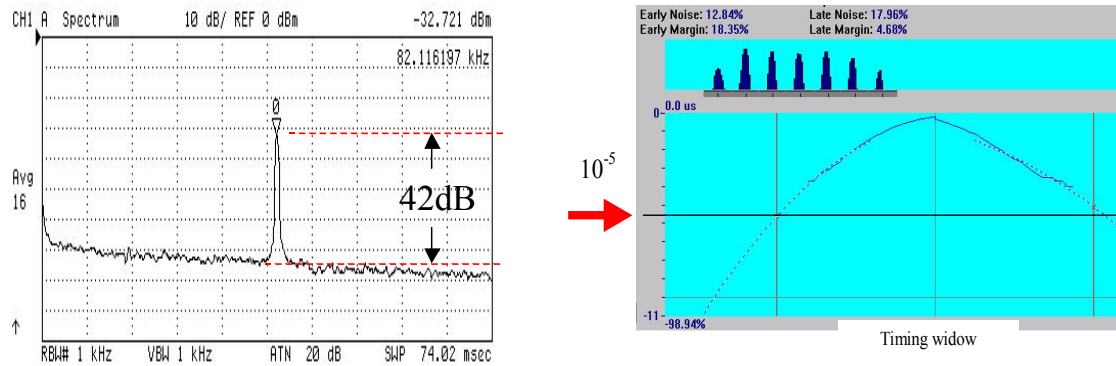 CH1 A Spectrum 10 dB/ REF 0 dBm -32.721 dBm
82.116197 kHz
0
Avg
16
42dB
RBW# 1 kHz VBW 1 kHz ATN 20 dB SWP 74.02 msec
Early Noise: 12.84% Late Noise: 17.96%
Early Margin: 18.35% Late Margin: 4.68%
0.0 us
0-
10-5
-11-
-98.94%
Timing widow